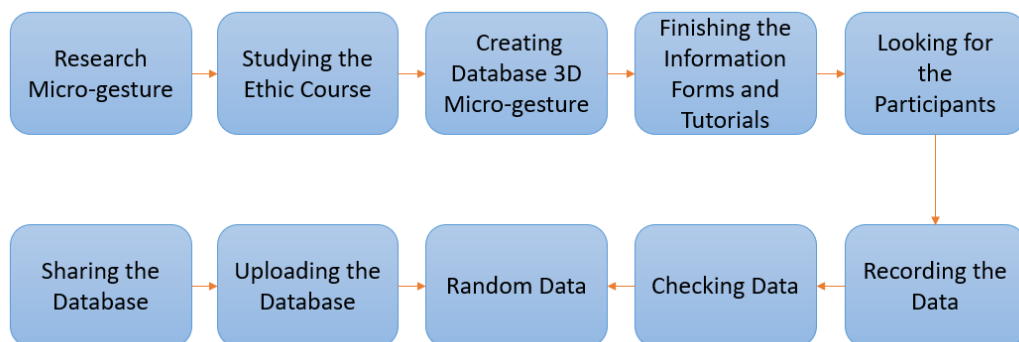 Research
Micro-gesture
Studying the
Ethic Course
Creating
Database 3D
Micro-gesture
Finishing the
Information
Forms and
Tutorials
Looking for
the
Participants
Sharing the
Database
Uploading the
Database
Random Data
Checking Data
Recording the
Data